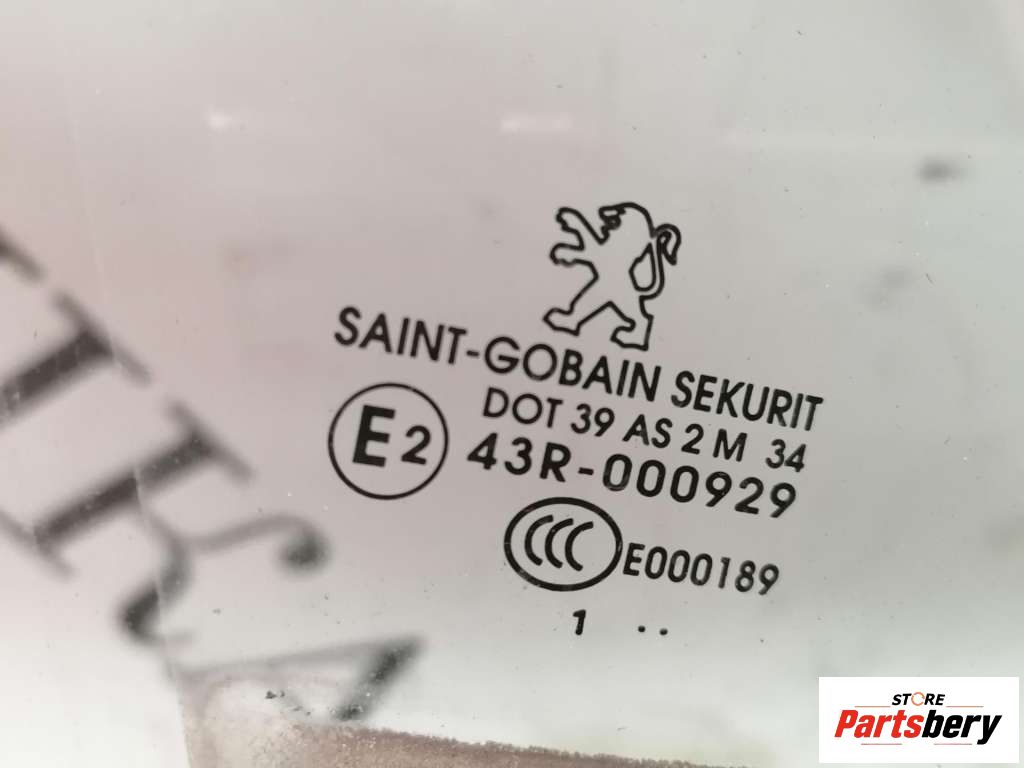 SAINT-GOBAIN SEKURIT
DOT 39 AS 2 M 34
E2 43R-000929
CCC E000189
1 ..
STORE
Partsbery